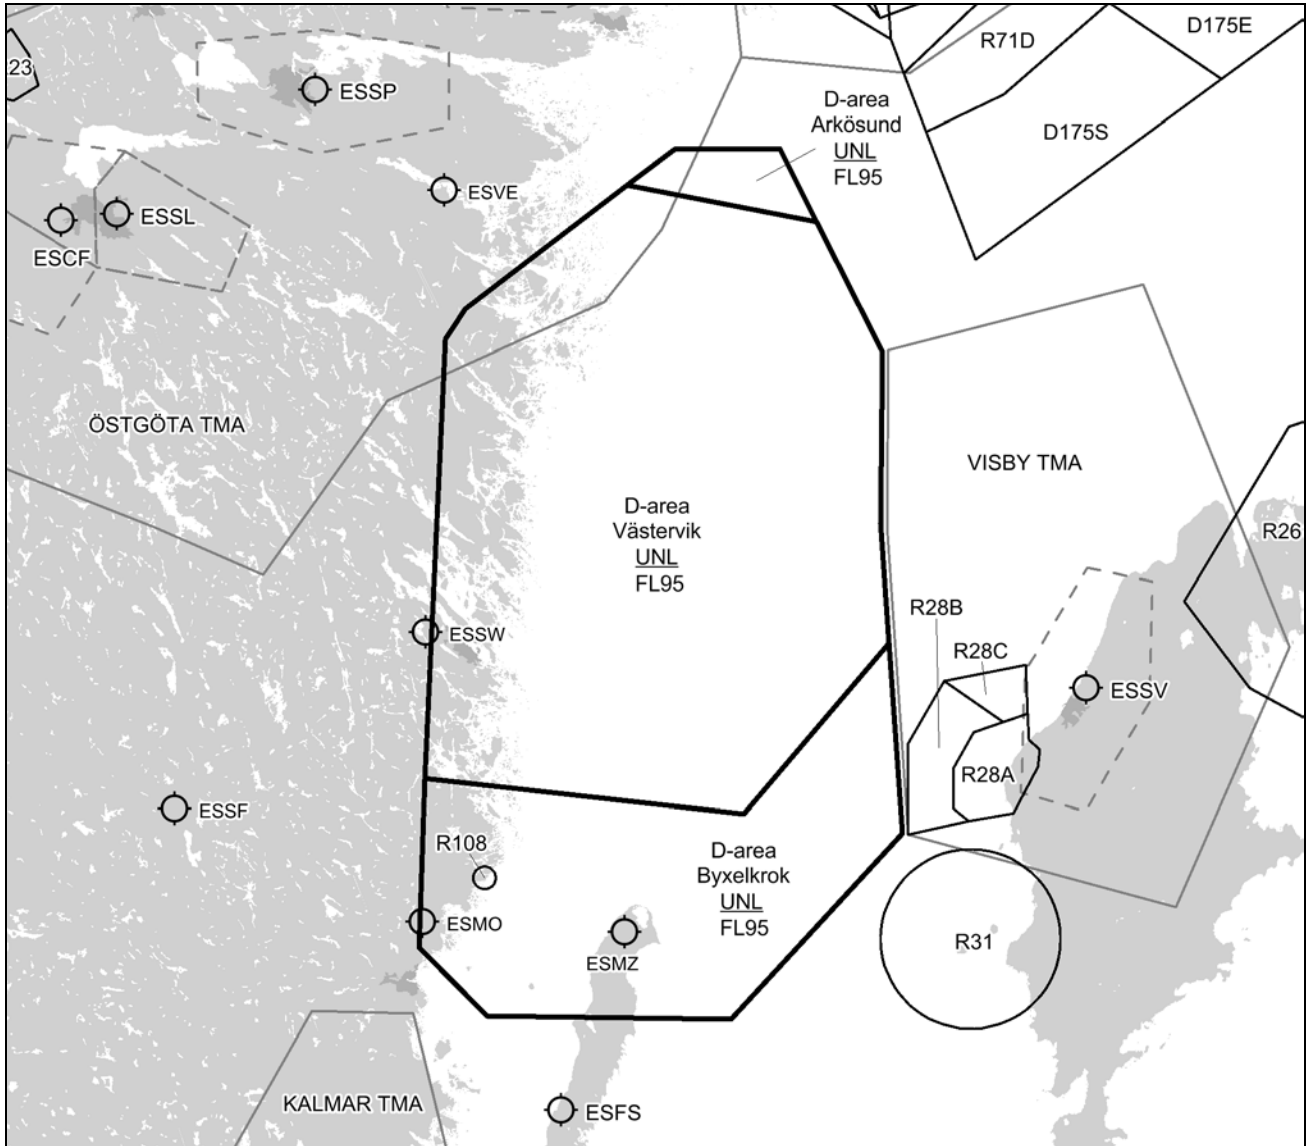 D175E
R71D
23
ESSP
D-area
Arkösund
UNL
FL95
D175S
ESVE
ESSL
ESCF
ÖSTGÖTA TMA
VISBY TMA
D-area
Västervik
UNL
FL95
R26
R28B
ESSW
R28C
ESSV
R28A
ESSF
R108
D-area
Byxelkrok
UNL
FL95
ESMO
R31
ESMZ
KALMAR TMA
ESFS